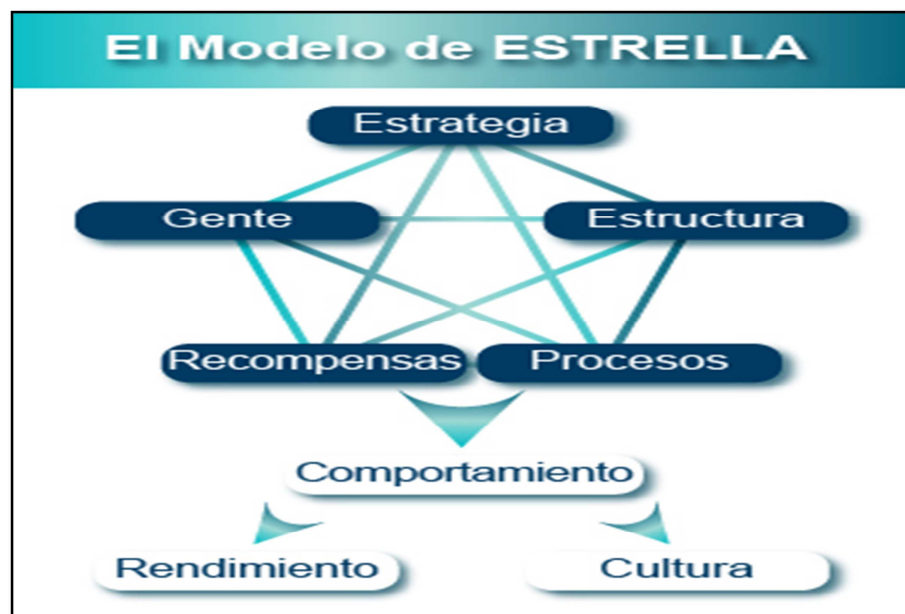 El Modelo de ESTRELLA
Estrategia
Gente
Estructura
Recompensas
Procesos
Comportamiento
Rendimiento
Cultura